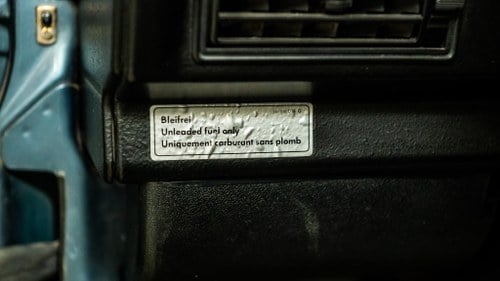 Bleifrei
Unleaded fuel only
Uniquement carburant sans plomb